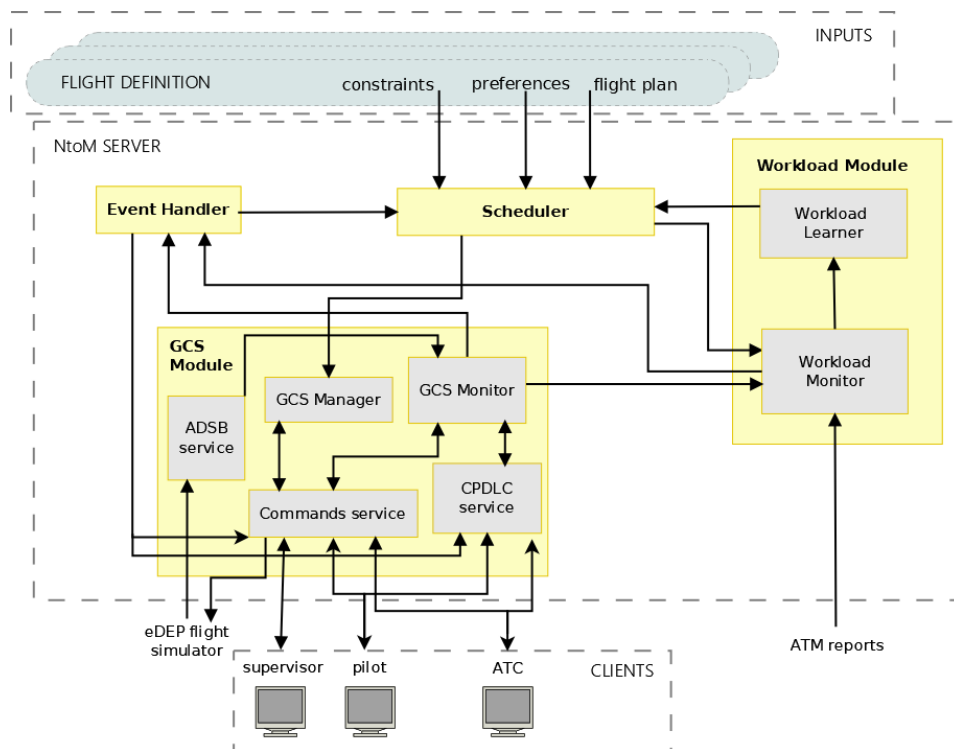 INPUTS
FLIGHT DEFINITION
constraints
preferences
flight plan
NtoM SERVER
Workload Module
Event Handler
Scheduler
Workload
Learner
GCS
Module
Workload
Monitor
GCS Manager
GCS Monitor
ADSB
service
CPDLC
service
Commands service
eDEP flight
simulator
ATM reports
supervisor
pilot
ATC
CLIENTS